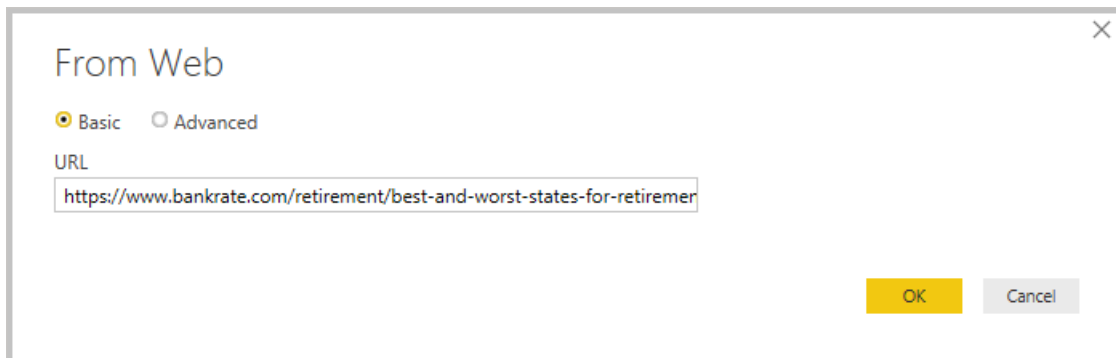 From Web
Basic Advanced
URL
https://www.bankrate.com/retirement/best-and-worst-states-for-retiremer
OK Cancel